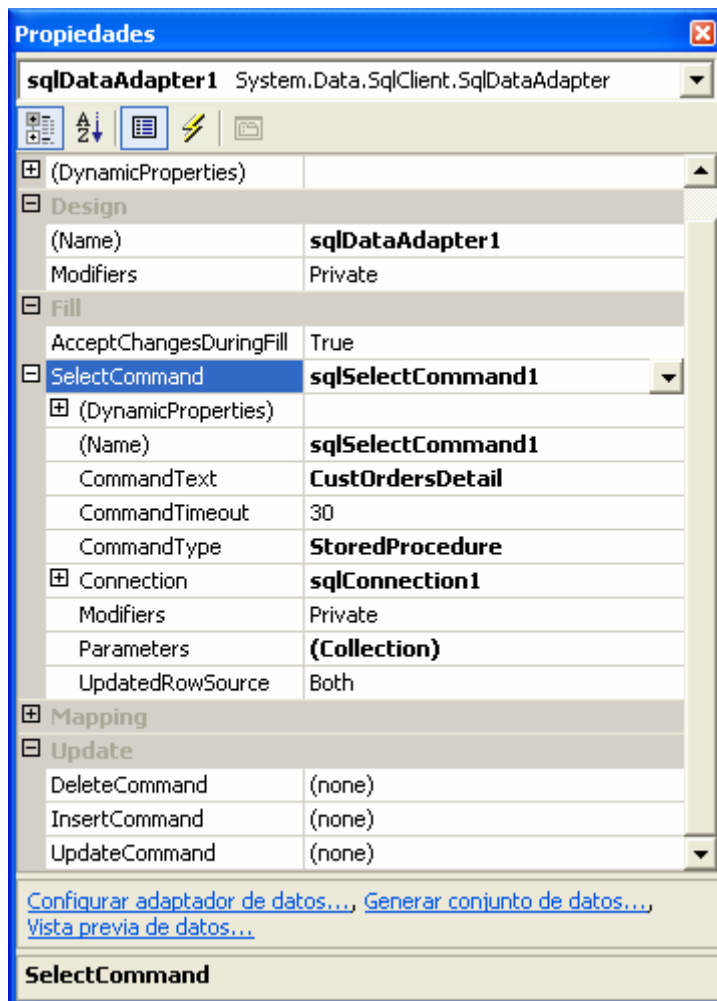 Propiedades
sqlDataAdapter1 System.Data.SqlClient.SqlDataAdapter
(DynamicProperties)
Design
(Name) sqlDataAdapter1
Modifiers Private
Fill
AcceptChangesDuringFill True
SelectCommand sqlSelectCommand1
(DynamicProperties)
(Name) sqlSelectCommand1
CommandText CustOrdersDetail
CommandTimeout 30
CommandType StoredProcedure
Connection sqlConnection1
Modifiers Private
Parameters (Collection)
UpdatedRowSource Both
Mapping
Update
DeleteCommand (none)
InsertCommand (none)
UpdateCommand (none)
Configurar adaptador de datos..., Generar conjunto de datos...,
Vista previa de datos...
SelectCommand